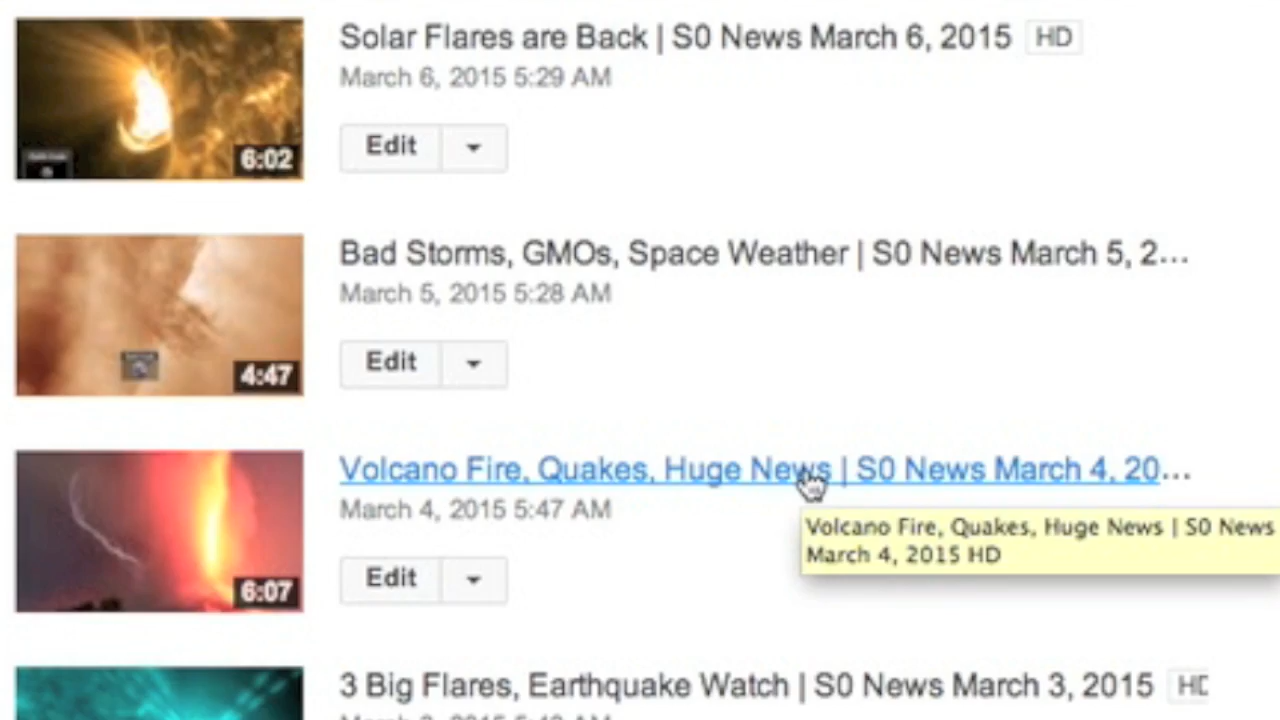 Solar Flares are Back | S0 News March 6, 2015 HD
March 6, 2015 5:29 AM
Edit
6:02
Bad Storms, GMOs, Space Weather | S0 News March 5, 2...
March 5, 2015 5:28 AM
Edit
4:47
Volcano Fire, Quakes, Huge News | S0 News March 4, 20...
March 4, 2015 5:47 AM
Volcano Fire, Quakes, Huge News | S0 News
March 4, 2015 HD
Edit
6:07
3 Big Flares, Earthquake Watch | S0 News March 3, 2015 HD